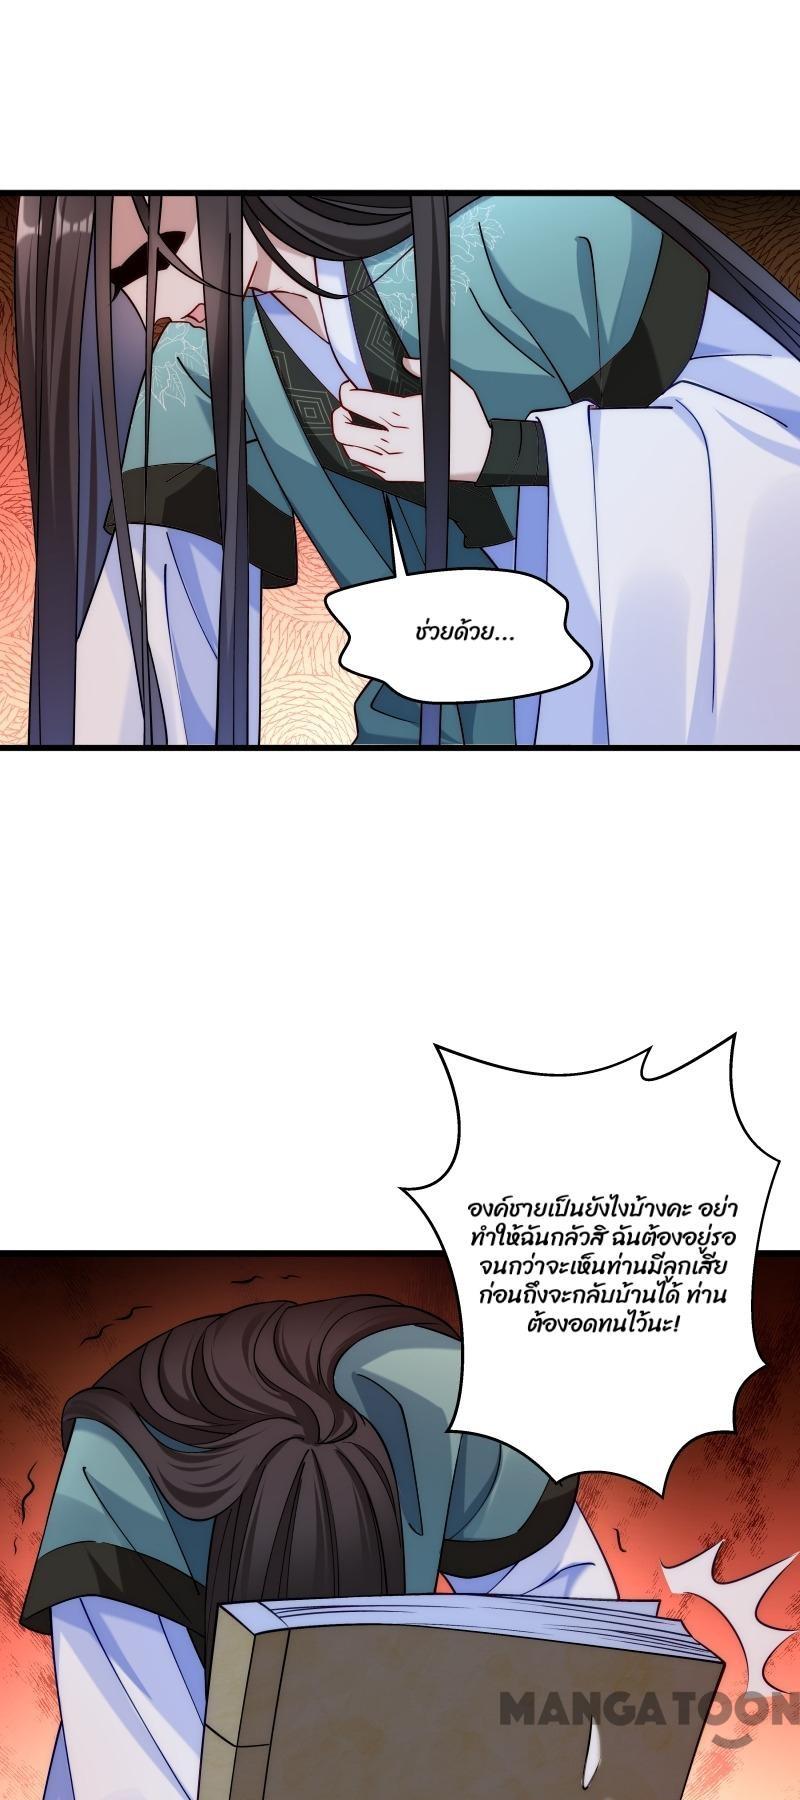 ช่วยด้วย...
องค์ชายเป็นยังไงบ้างคะ อย่า
ทำให้ฉันกลัวสิ ฉันต้องอยู่รอ
จนกว่าจะเห็นท่านมีลูกเสีย
ก่อนถึงจะกลับบ้านได้ ท่าน
ต้องอดทนไว้นะ!
MANGATOON